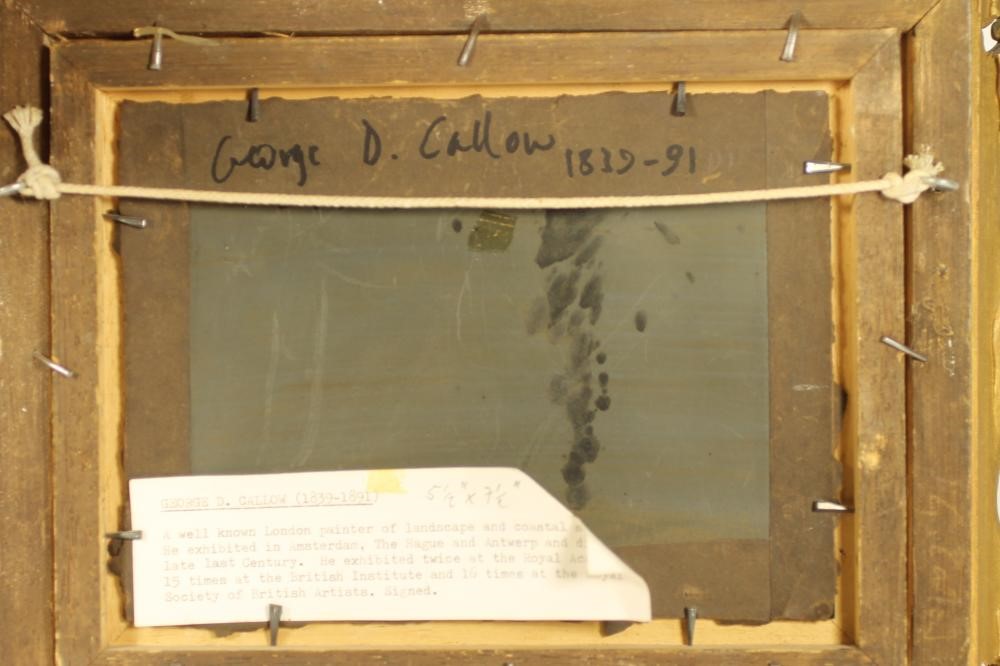 George D. Callow 1839-91
GEORGE D. CALLOW (1839-1891) 5½" x 7½"
A well known London painter of landscape and coastal
He exhibited in Amsterdam, The Hague and Antwerp and
late last Century. He exhibited twice at the Royal
15 times at the British Institute and 16 times at the Royal
Society of British Artists. Signed.